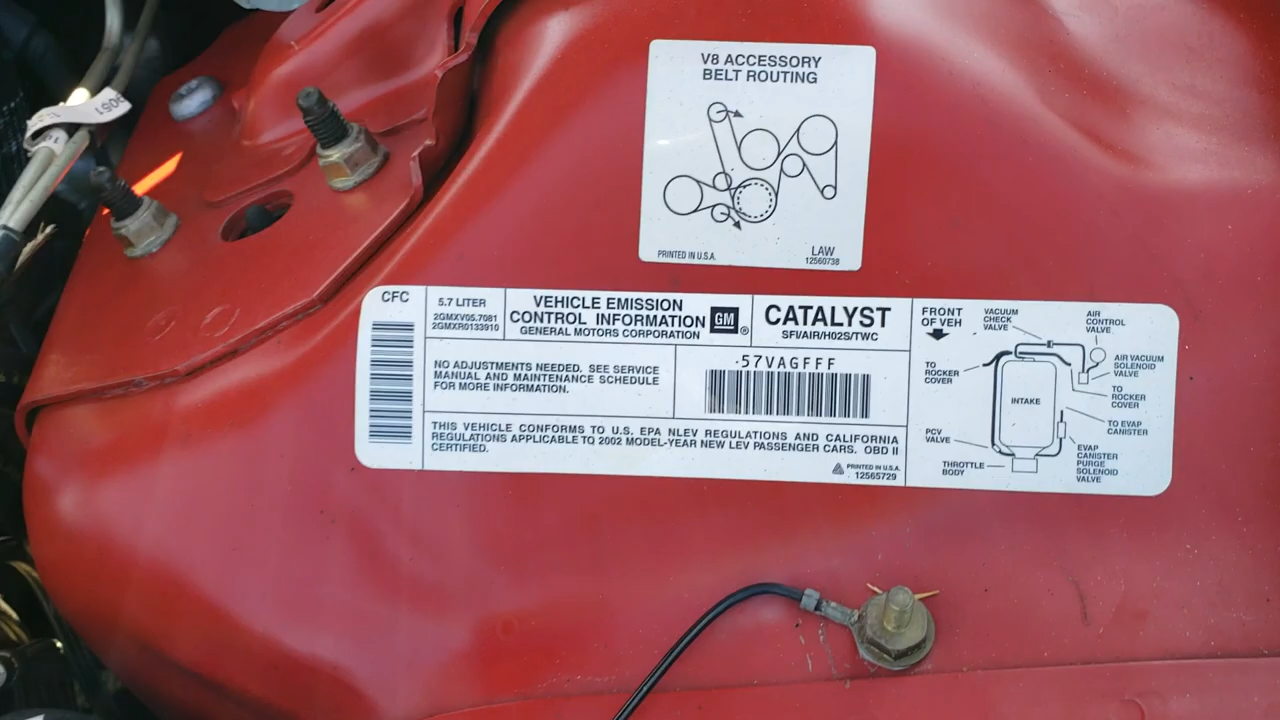 V8 ACCESSORY
BELT ROUTING
PRINTED IN U.S.A.
LAW
12560738
CFC
5.7 LITER
2GMXV05.7081
2GMXR0133910
VEHICLE EMISSION
CONTROL INFORMATION
GENERAL MOTORS CORPORATION
GM
®
CATALYST
SFI/AIR/HO2S/TWC
NO ADJUSTMENTS NEEDED. SEE SERVICE
MANUAL AND MAINTENANCE SCHEDULE
FOR MORE INFORMATION.
57VAGFFF
THIS VEHICLE CONFORMS TO U.S. EPA NLEV REGULATIONS AND CALIFORNIA
REGULATIONS APPLICABLE TO 2002 MODEL-YEAR NEW LEV PASSENGER CARS. OBD II
CERTIFIED.
PRINTED IN U.S.A.
12565729
FRONT
OF VEH
VACUUM
CHECK
VALVE
AIR
CONTROL
VALVE
AIR VACUUM
SOLENOID
VALVE
TO
ROCKER
COVER
TO
ROCKER
COVER
INTAKE
TO EVAP
CANISTER
PCV
VALVE
EVAP
CANISTER
PURGE
SOLENOID
VALVE
THROTTLE
BODY